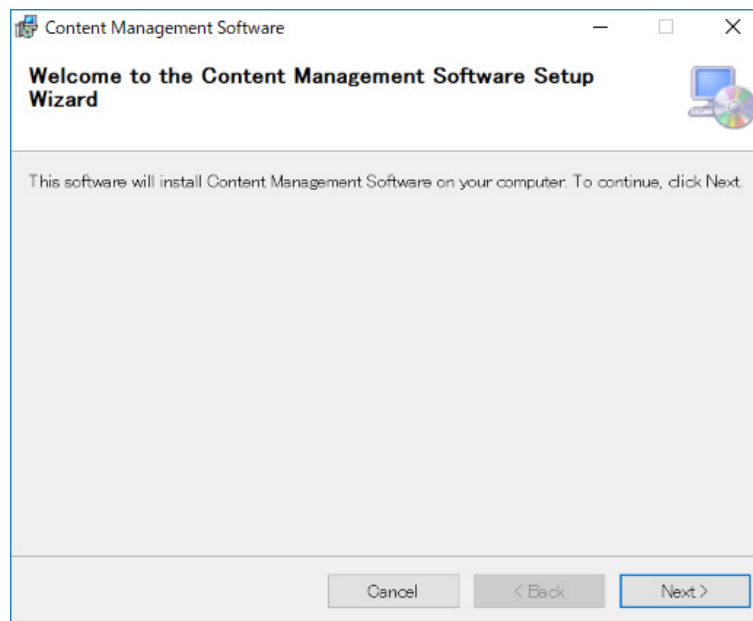 Content Management Software
Welcome to the Content Management Software Setup
Wizard
This software will install Content Management Software on your computer. To continue, click Next.
Cancel
< Back
Next >